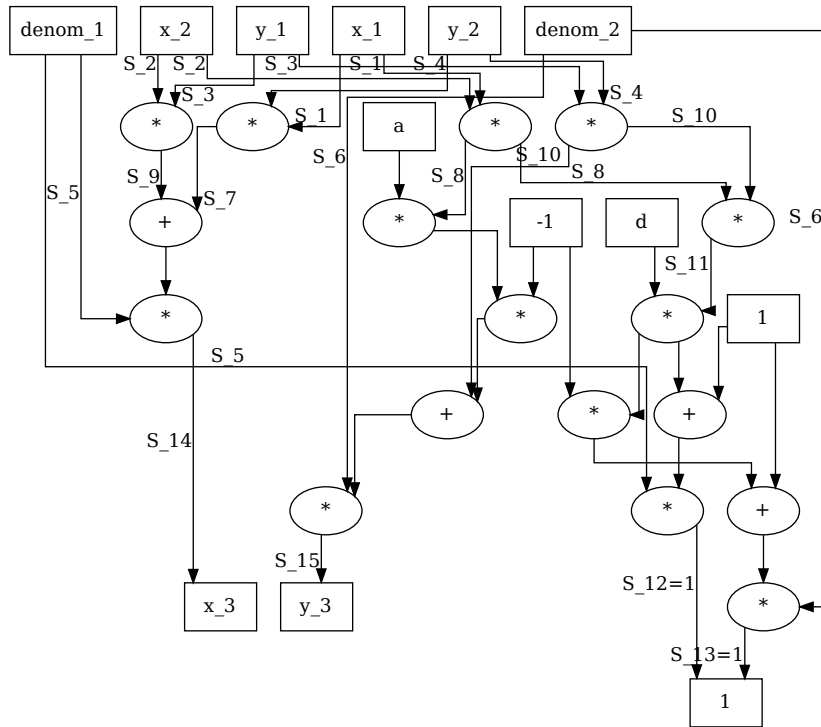 denom_1 x_2 y_1 x_1 y_2 denom_2
S_2 S_2 S_3 S_1 S_4
S_3 S_4
* * a * * S_1 S_10
S_6 S_10
S_9 S_8 S_8
S_5 S_7
+ * -1 d * S_6
S_11
* * * 1
S_5
+ * +
S_14
* * +
S_15 S_12=1
x_3 y_3 *
S_13=1
1